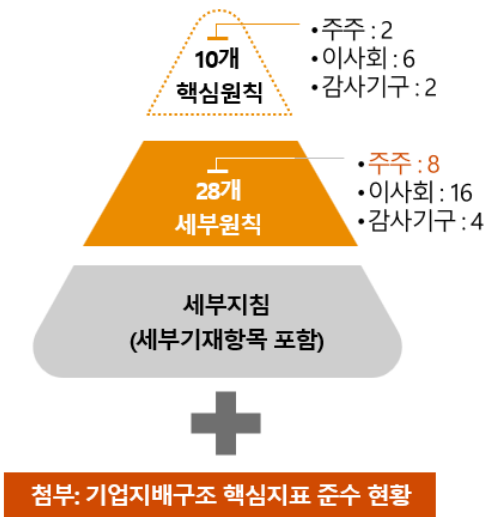 10개
핵심원칙
•주주 : 2
•이사회 : 6
•감사기구 : 2
28개
세부원칙
•주주 : 8
•이사회 : 16
•감사기구 : 4
세부지침
(세부기재항목 포함)
첨부: 기업지배구조 핵심지표 준수 현황